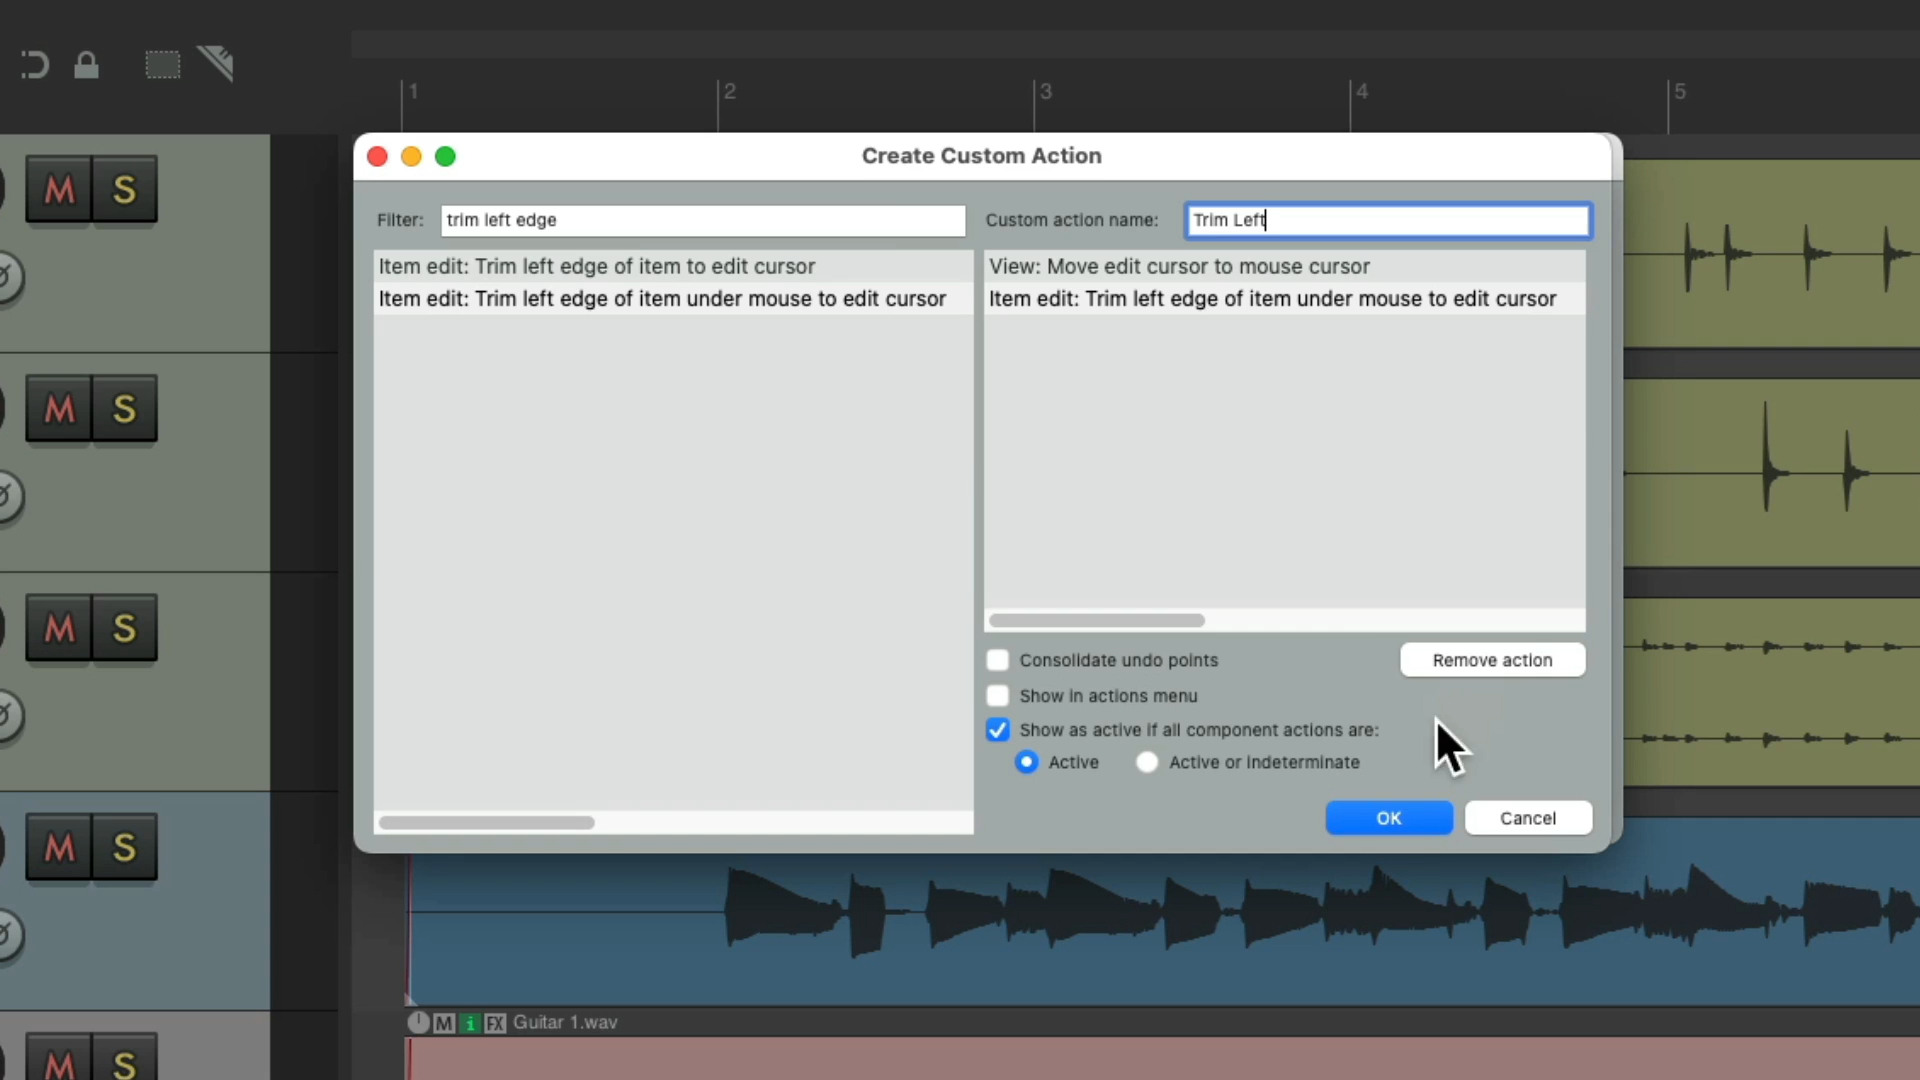 1 2 3 4 5
Create Custom Action
Filter: trim left edge Custom action name: Trim Left
Item edit: Trim left edge of item to edit cursor
Item edit: Trim left edge of item under mouse to edit cursor
View: Move edit cursor to mouse cursor
Item edit: Trim left edge of item under mouse to edit cursor
Consolidate undo points
Remove action
Show in actions menu
Show as active if all component actions are:
Active Active or indeterminate
OK Cancel
M S
M S
M S
M S
M S
M i FX Guitar 1.wav